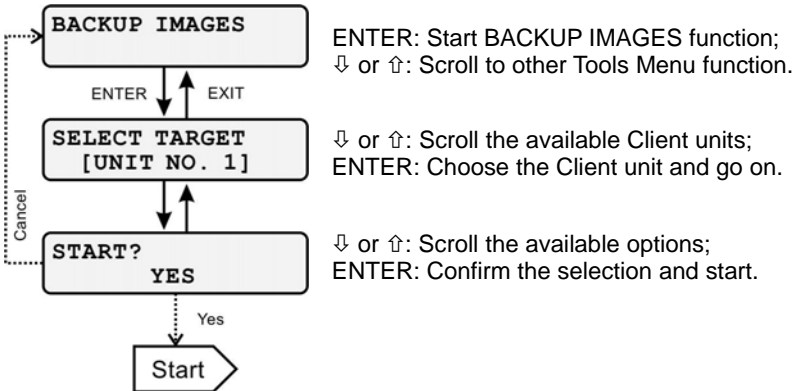 BACKUP IMAGES
ENTER: Start BACKUP IMAGES function;
⇩ or ⇧: Scroll to other Tools Menu function.
ENTER EXIT
SELECT TARGET
[UNIT NO. 1]
⇩ or ⇧: Scroll the available Client units;
ENTER: Choose the Client unit and go on.
Cancel
START?
YES
⇩ or ⇧: Scroll the available options;
ENTER: Confirm the selection and start.
Yes
Start